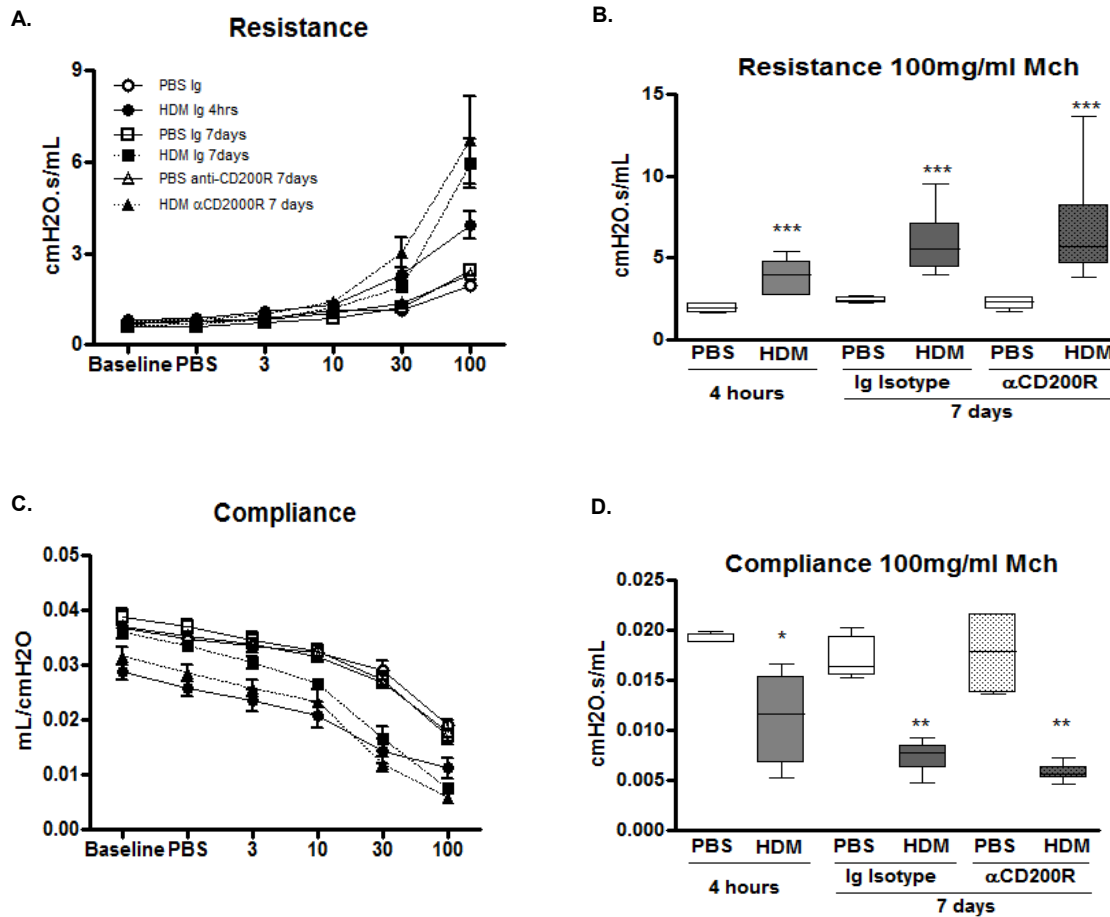 A.
Resistance
9
6
3
0
cmH2O.s/mL
PBS Ig
HDM Ig 4hrs
PBS Ig 7days
HDM Ig 7days
PBS anti-CD200R 7days
HDM αCD2000R 7 days
Baseline PBS 3 10 30 100
B.
Resistance 100mg/ml Mch
15
10
5
0
cmH2O.s/mL
***
***
***
PBS HDM PBS HDM PBS HDM
4 hours Ig Isotype αCD200R
7 days
C.
Compliance
0.05
0.04
0.03
0.02
0.01
0.00
mL/cmH2O
Baseline PBS 3 10 30 100
D.
Compliance 100mg/ml Mch
0.025
0.020
0.015
0.010
0.005
0.000
cmH2O.s/mL
*
**
**
PBS HDM PBS HDM PBS HDM
4 hours Ig Isotype αCD200R
7 days